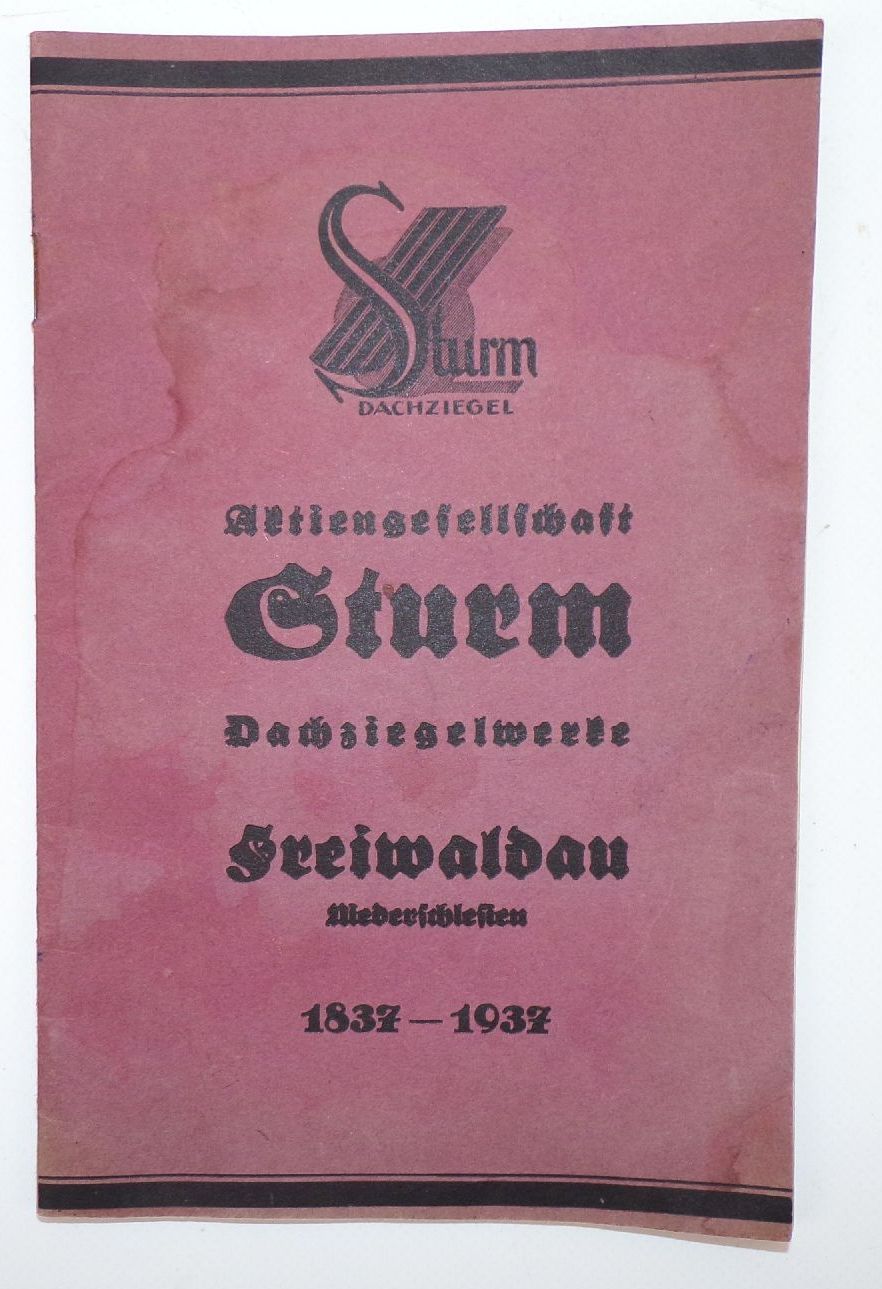 Sturm
DACHZIEGEL
Aktiengesellschaft
Sturm
Dachziegelwerke
Freiwaldau
Niederschlesien
1837 — 1937